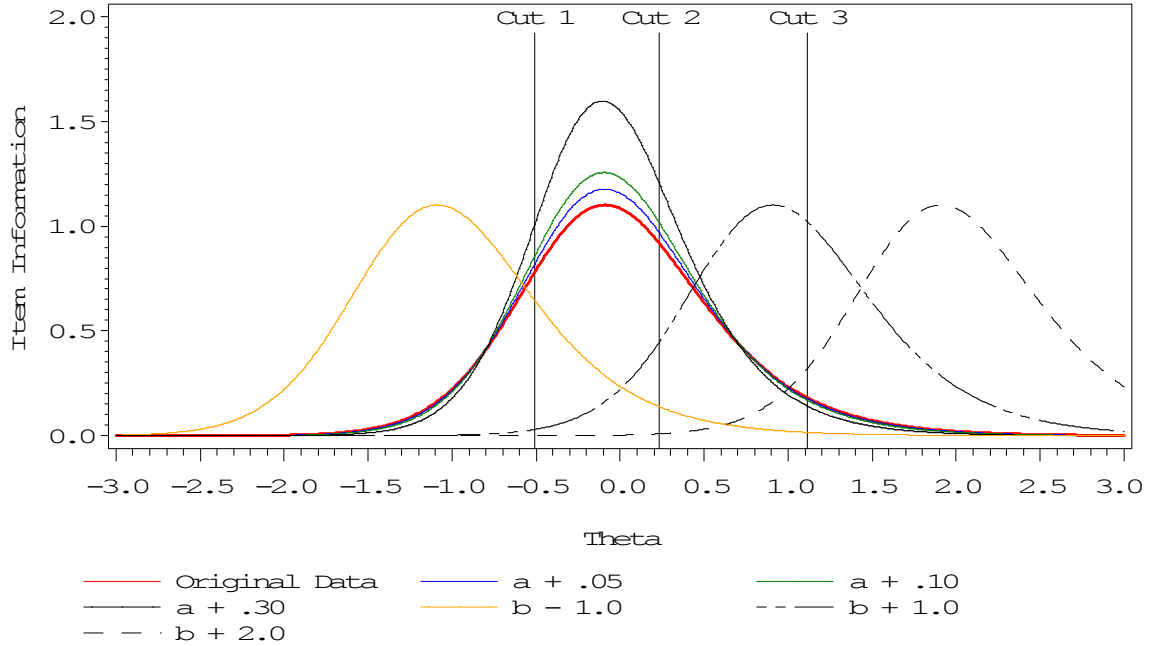 2.0
Cut 1 Cut 2 Cut 3
1.5
1.0
0.5
0.0
Item Information
−3.0 −2.5 −2.0 −1.5 −1.0 −0.5 0.0 0.5 1.0 1.5 2.0 2.5 3.0
Theta
Original Data a + .05 a + .10
a + .30 b − 1.0 b + 1.0
b + 2.0